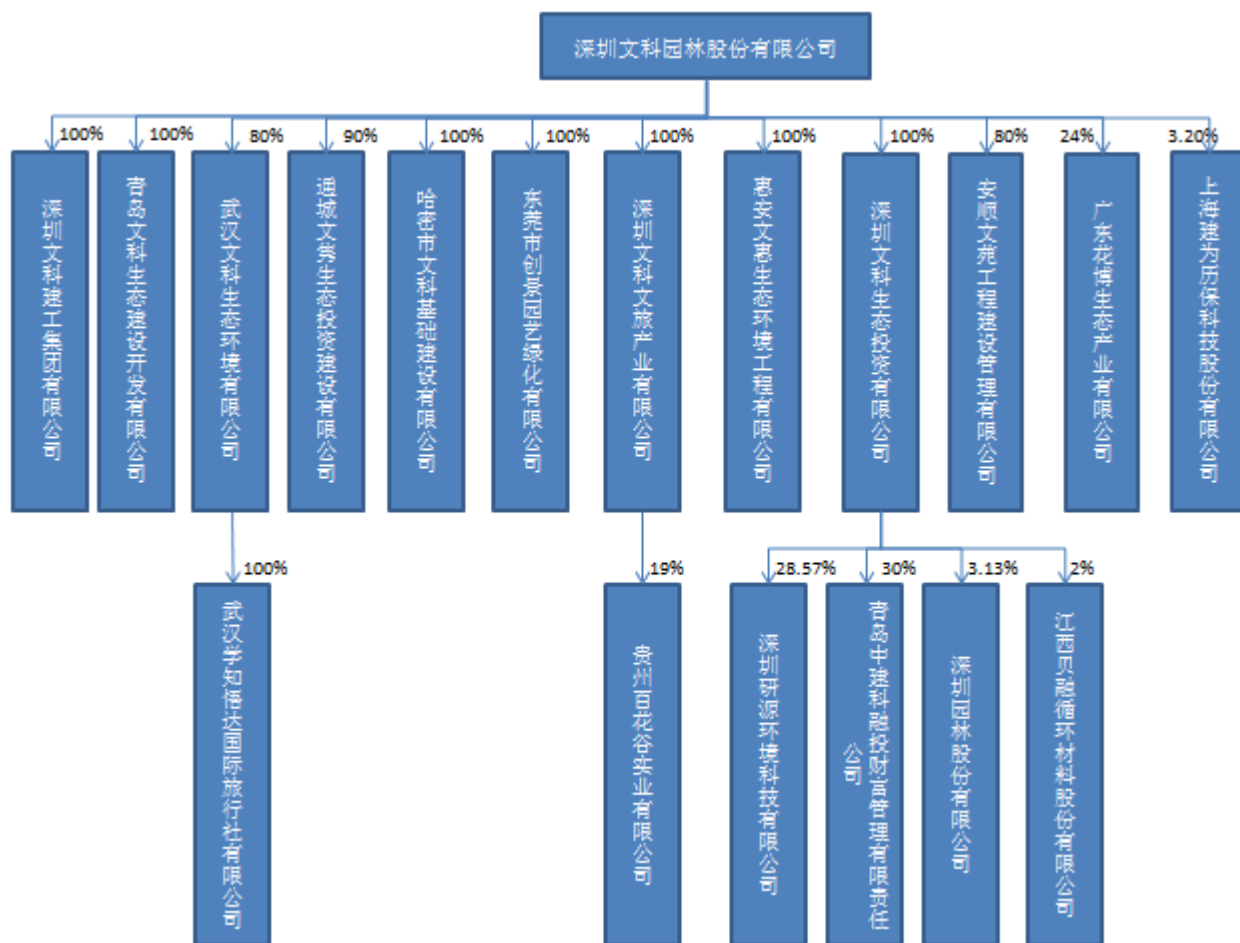 深圳文科园林股份有限公司
100%
100%
80%
90%
100%
100%
100%
100%
100%
80%
24%
3.20%
深圳文科建工集团有限公司
青岛文科生态建设开发有限公司
武汉文科生态环境有限公司
通城文隽生态投资建设有限公司
哈密市文科基础建设有限公司
东莞市创景园艺绿化有限公司
深圳文科文旅产业有限公司
惠安文惠生态环境工程有限公司
深圳文科生态投资有限公司
安顺文苑工程建设管理有限公司
广东花博生态产业有限公司
上海建为历保科技股份有限公司
100%
19%
28.57%
30%
3.13%
2%
武汉学知悟达国际旅行社有限公司
贵州百花谷实业有限公司
深圳研源环境科技有限公司
青岛中建科融投财富管理有限责任
公司
深圳园林股份有限公司
江西贝融循环材料股份有限公司